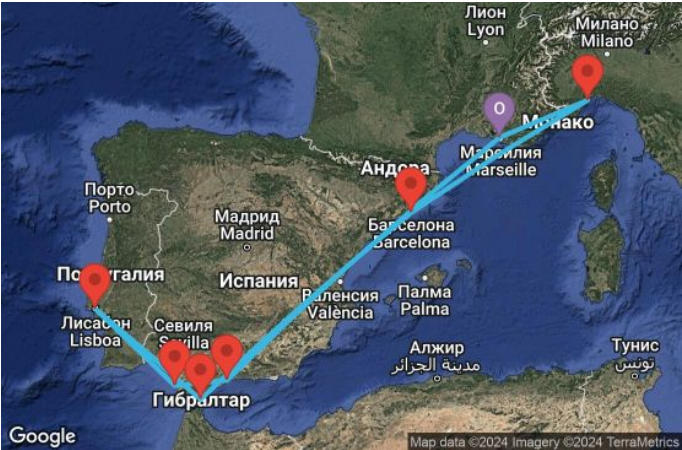 Лион
Lyon
Милано
Milano
O
Монако
Марсилия
Marseille
Андора
Порто
Porto
Мадрид
Madrid
Барселона
Barcelona
Португалия
Испания
Валенсия
València
Палма
Palma
Лисабон
Lisboa
Севиля
Sevilla
Гибралтар
Алжир
مدينة الجزائر
Тунис
تونس
Google
Map data ©2024 Imagery ©2024 TerraMetrics